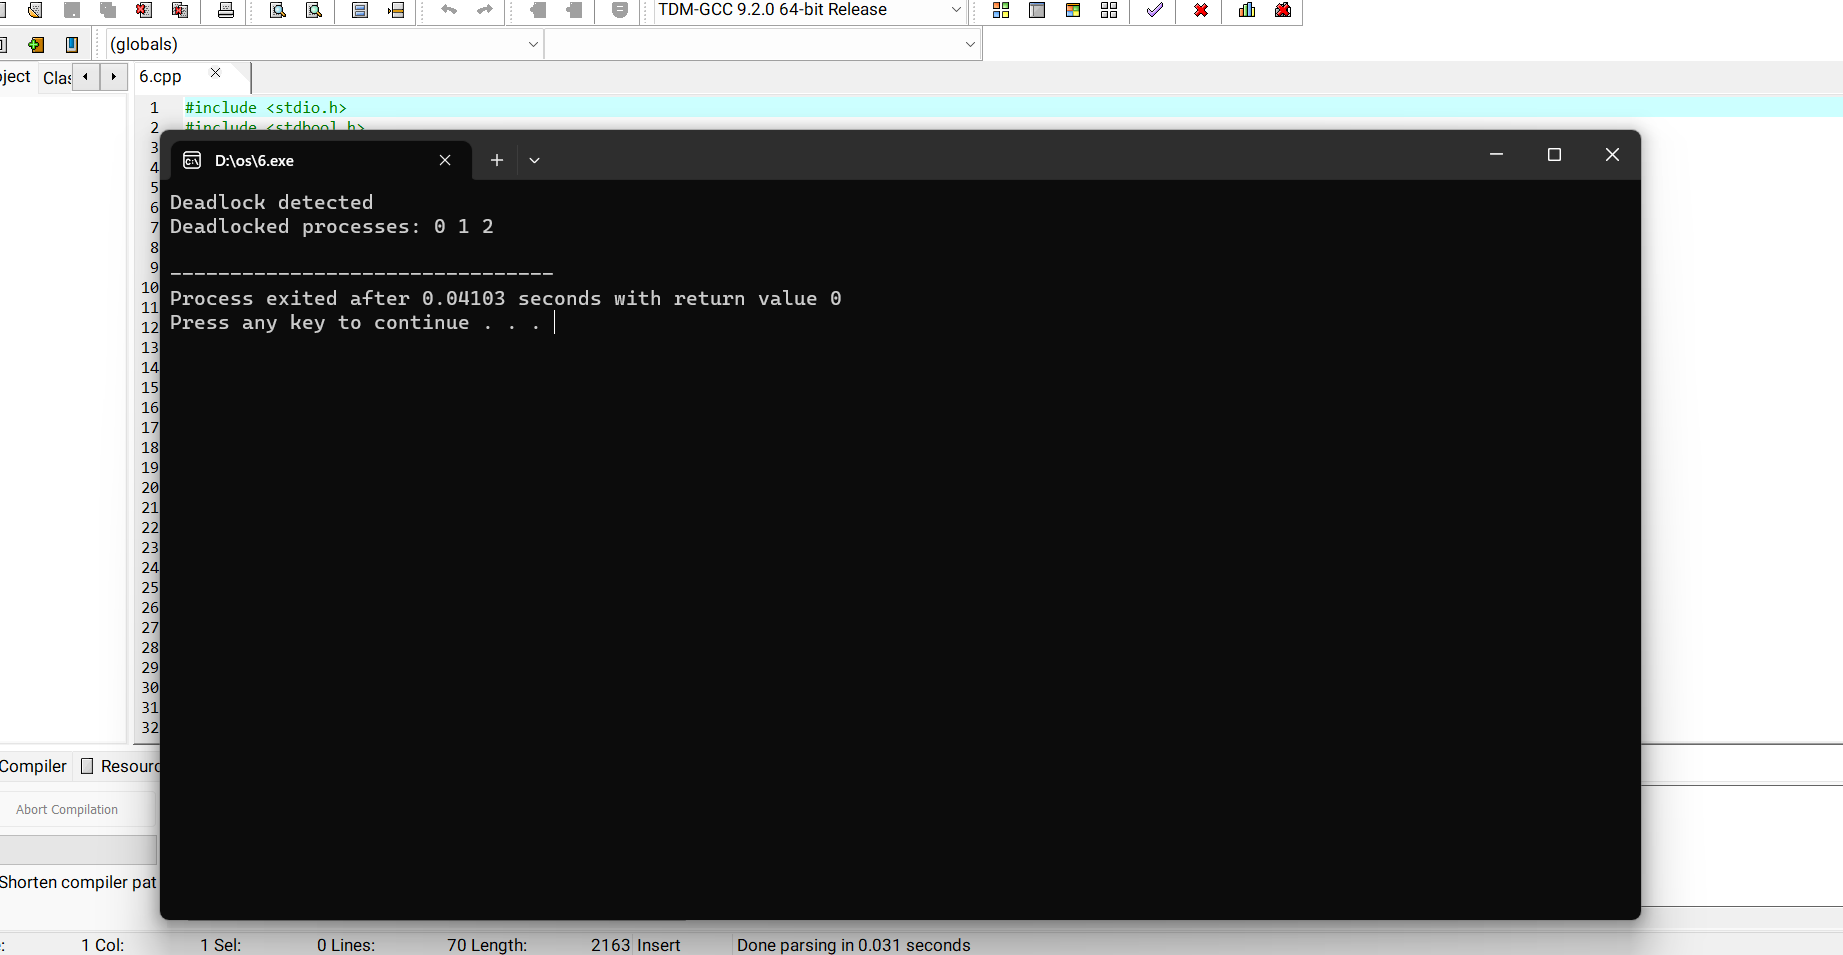 TDM-GCC 9.2.0 64-bit Release
(globals)
ject Clas 6.cpp
1 #include <stdio.h>
2 #include <stdbool.h>
3
4
5
6
7
8
9
10
11
12
13
14
15
16
17
18
19
20
21
22
23
24
25
26
27
28
29
30
31
32
D:\os\6.exe
Deadlock detected
Deadlocked processes: 0 1 2
--------------------------------
Process exited after 0.04103 seconds with return value 0
Press any key to continue . . .
Compiler Resourc
Abort Compilation
Shorten compiler pat
: 1 Col: 1 Sel: 0 Lines: 70 Length: 2163 Insert Done parsing in 0.031 seconds